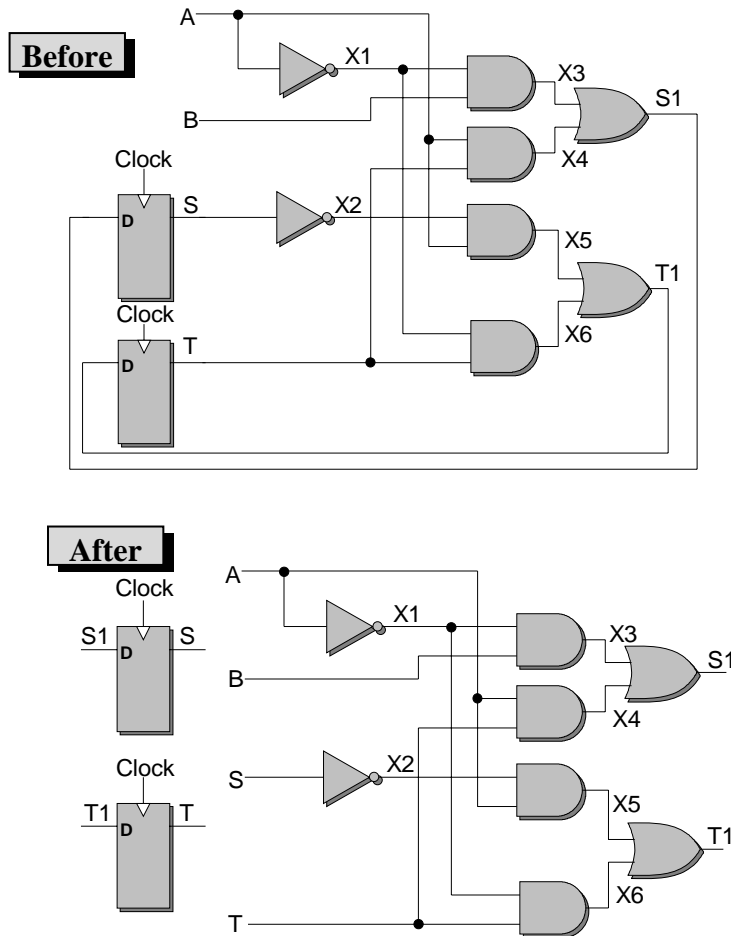 A
Before
X1
X3
S1
B
X4
Clock
D
S
X2
X5
T1
Clock
D
T
X6
After
A
Clock
X1
X3
S1
D
S
S1
B
X4
Clock
S
X2
X5
T1
D
T
T1
X6
T